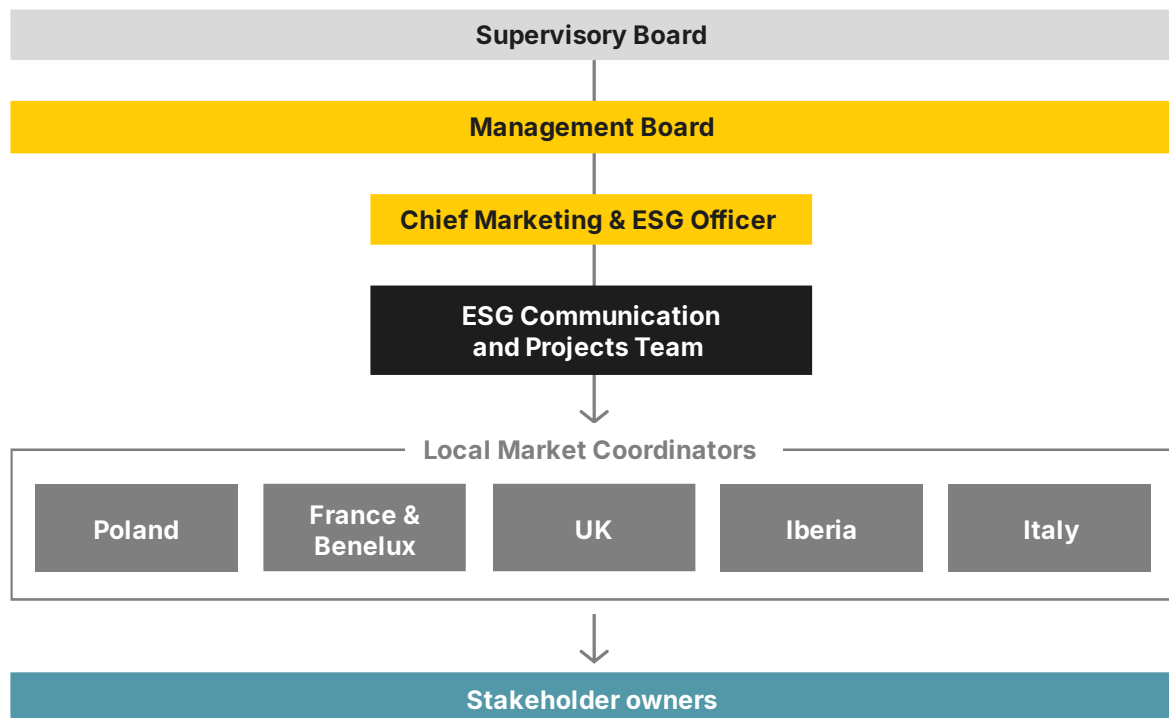 Supervisory Board
Management Board
Chief Marketing & ESG Officer
ESG Communication
and Projects Team
Local Market Coordinators
Poland
France &
Benelux
UK
Iberia
Italy
Stakeholder owners